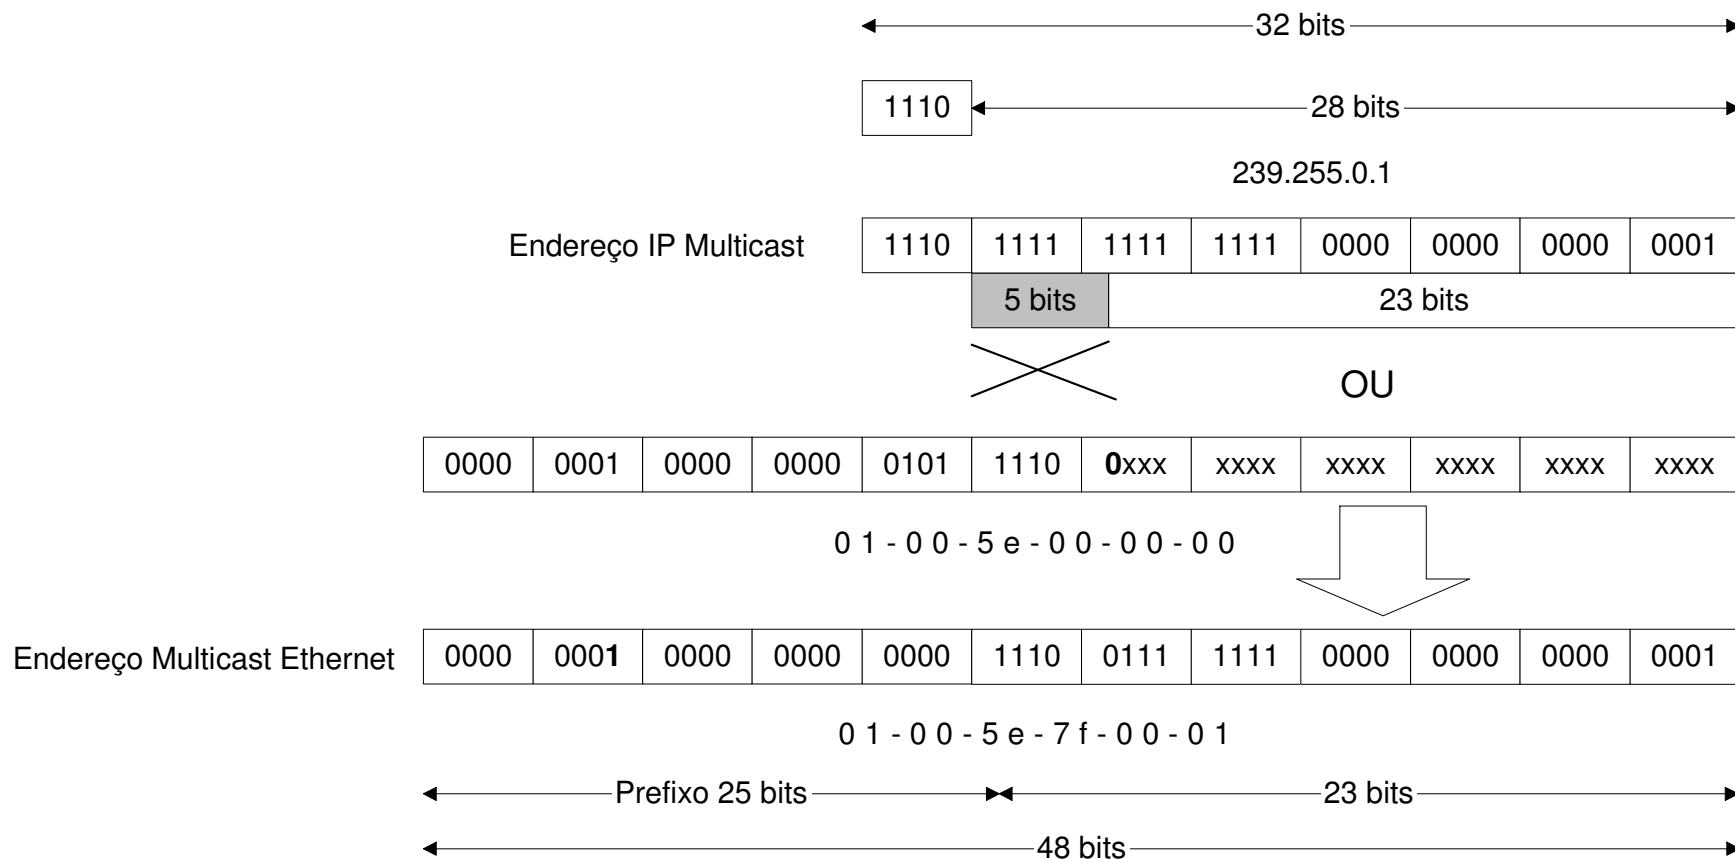 32 bits
1110 28 bits
239.255.0.1
Endereço IP Multicast 1110 1111 1111 1111 0000 0000 0000 0001
5 bits 23 bits
OU
0000 0001 0000 0000 0101 1110 0xxx xxxx xxxx xxxx xxxx xxxx
0 1 - 0 0 - 5 e - 0 0 - 0 0 - 0 0
Endereço Multicast Ethernet 0000 0001 0000 0000 0000 1110 0111 1111 0000 0000 0000 0001
0 1 - 0 0 - 5 e - 7 f - 0 0 - 0 1
Prefixo 25 bits 23 bits
48 bits